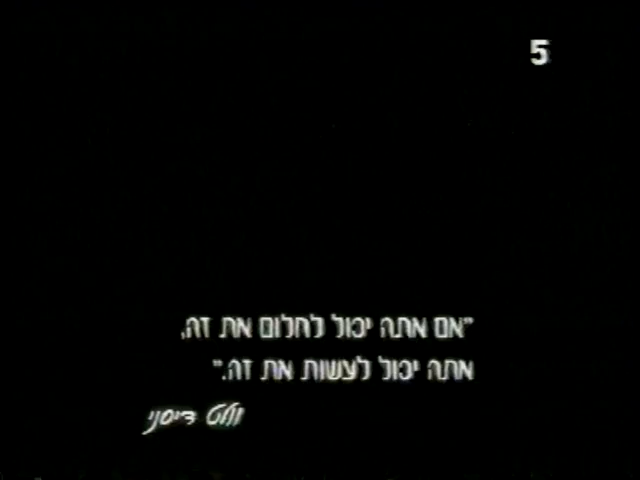 5
"אם אתה יכול לחלום את זה,
אתה יכול לעשות את זה."
וולט דיסני